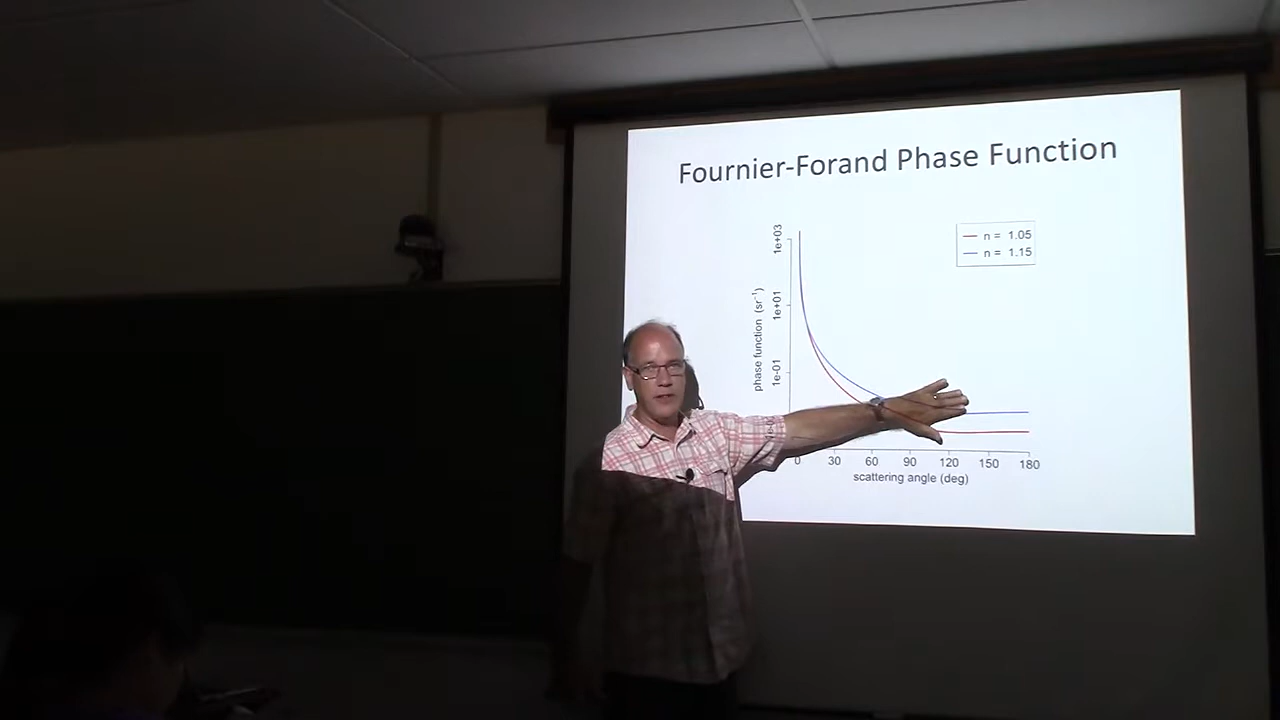 Fournier-Forand Phase Function
n = 1.05
n = 1.15
phase function (sr⁻¹)
1e+03
1e+01
1e-01
0 30 60 90 120 150 180
scattering angle (deg)